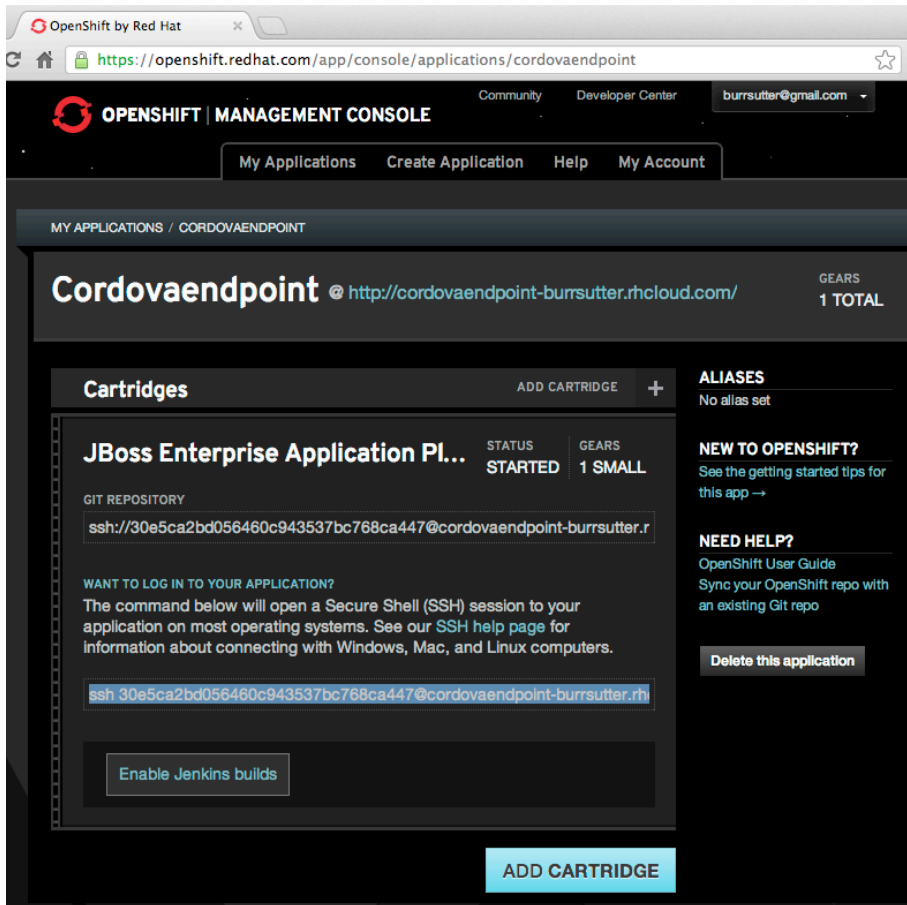 OpenShift by Red Hat
https://openshift.redhat.com/app/console/applications/cordovaendpoint
Community Developer Center burrsutter@gmail.com
OPENSHIFT | MANAGEMENT CONSOLE
My Applications Create Application Help My Account
MY APPLICATIONS / CORDOVAENDPOINT
Cordovaendpoint @ http://cordovaendpoint-burrsutter.rhcloud.com/
GEARS
1 TOTAL
Cartridges ADD CARTRIDGE +
JBoss Enterprise Application Pl...
STATUS
STARTED
GEARS
1 SMALL
GIT REPOSITORY
ssh://30e5ca2bd056460c943537bc768ca447@cordovaendpoint-burrsutter.r
WANT TO LOG IN TO YOUR APPLICATION?
The command below will open a Secure Shell (SSH) session to your
application on most operating systems. See our SSH help page for
information about connecting with Windows, Mac, and Linux computers.
ssh 30e5ca2bd056460c943537bc768ca447@cordovaendpoint-burrsutter.rh
Enable Jenkins builds
ADD CARTRIDGE
ALIASES
No alias set
NEW TO OPENSHIFT?
See the getting started tips for
this app →
NEED HELP?
OpenShift User Guide
Sync your OpenShift repo with
an existing Git repo
Delete this application